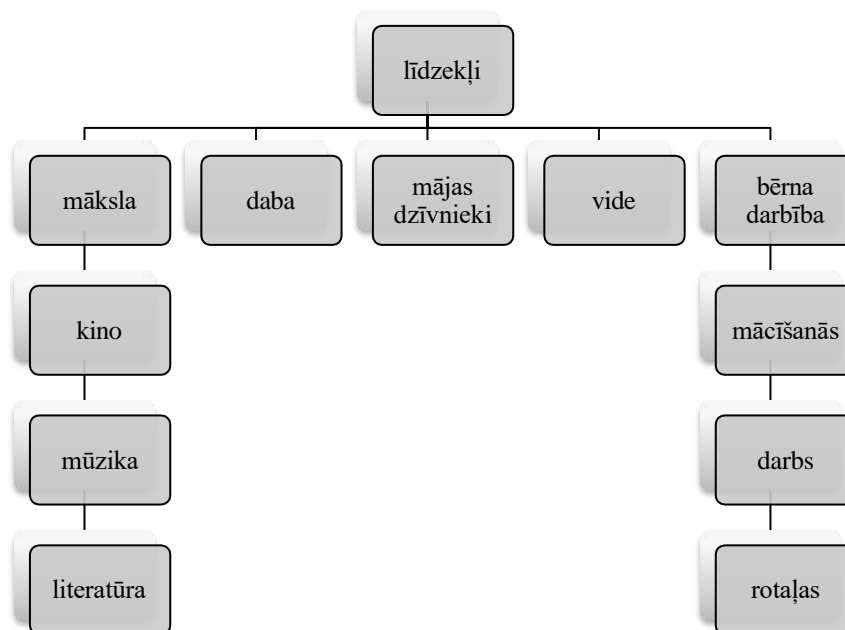 līdzekļi
māksla
daba
mājas
dzīvnieki
vide
bērna
darbība
kino
mācīšanās
mūzika
darbs
literatūra
rotaļas